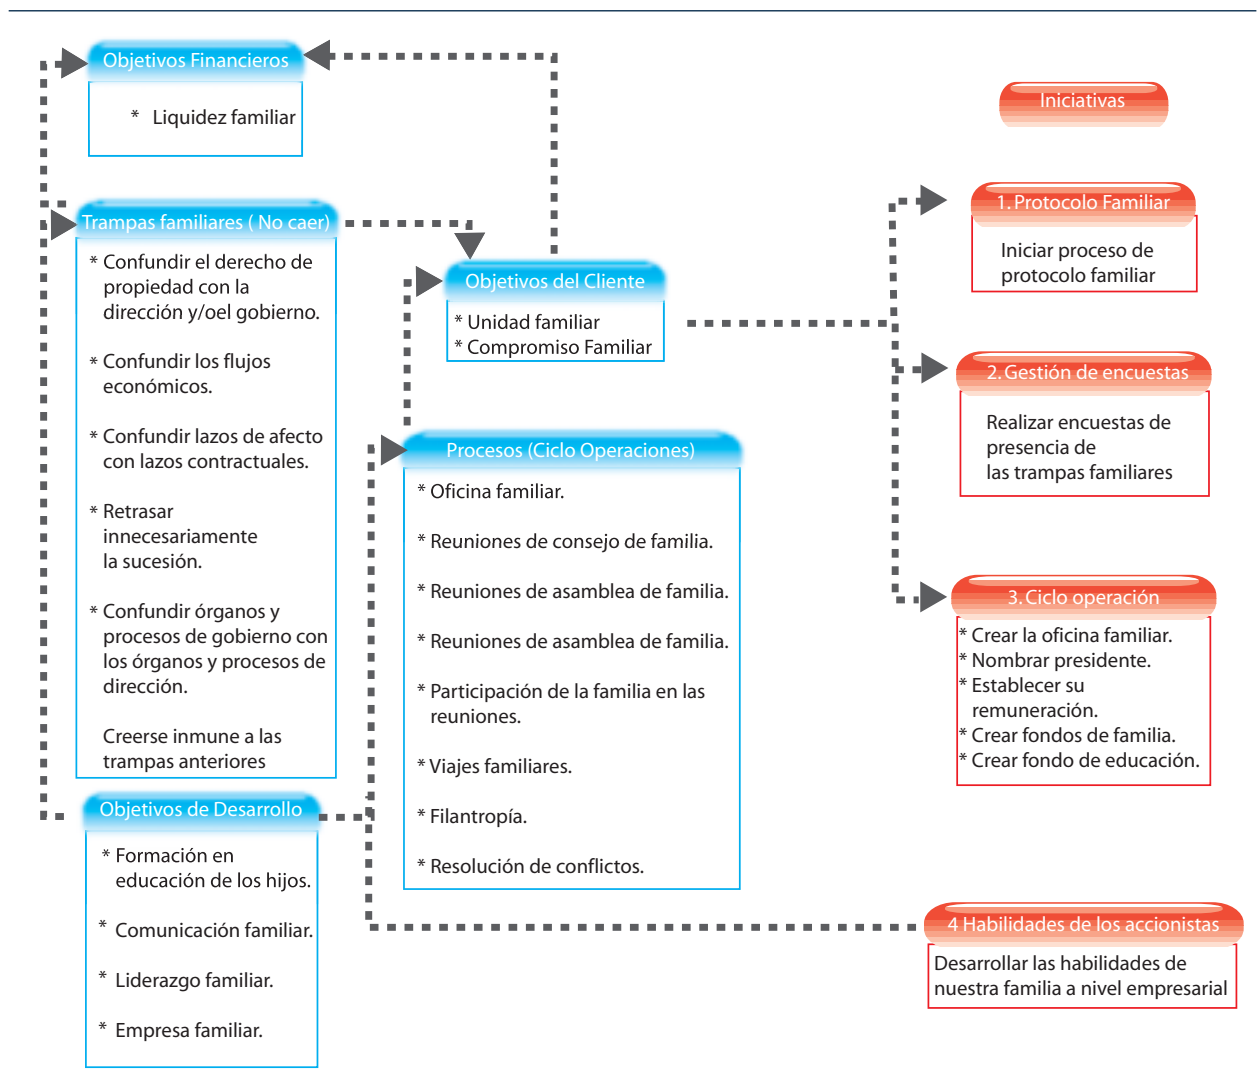 Objetivos Financieros
* Liquidez familiar
Trampas familiares ( No caer)
* Confundir el derecho de
propiedad con la
dirección y/oel gobierno.
* Confundir los flujos
económicos.
* Confundir lazos de afecto
con lazos contractuales.
* Retrasar
innecesariamente
la sucesión.
* Confundir órganos y
procesos de gobierno con
los órganos y procesos de
dirección.
Creerse inmune a las
trampas anteriores
Objetivos de Desarrollo
* Formación en
educación de los hijos.
* Comunicación familiar.
* Liderazgo familiar.
* Empresa familiar.
Objetivos del Cliente
* Unidad familiar
* Compromiso Familiar
Procesos (Ciclo Operaciones)
* Oficina familiar.
* Reuniones de consejo de familia.
* Reuniones de asamblea de familia.
* Reuniones de asamblea de familia.
* Participación de la familia en las
reuniones.
* Viajes familiares.
* Filantropía.
* Resolución de conflictos.
Iniciativas
1. Protocolo Familiar
Iniciar proceso de
protocolo familiar
2. Gestión de encuestas
Realizar encuestas de
presencia de
las trampas familiares
3. Ciclo operación
* Crear la oficina familiar.
* Nombrar presidente.
* Establecer su
remuneración.
* Crear fondos de familia.
* Crear fondo de educación.
4 Habilidades de los accionistas
Desarrollar las habilidades de
nuestra familia a nivel empresarial